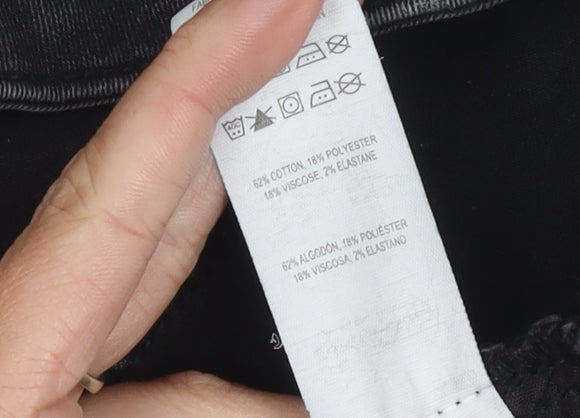 62% COTTON, 18% POLYESTER
18% VISCOSE, 2% ELASTANE
62% ALGODÓN, 18% POLIÉSTER
18% VISCOSA, 2% ELASTANO